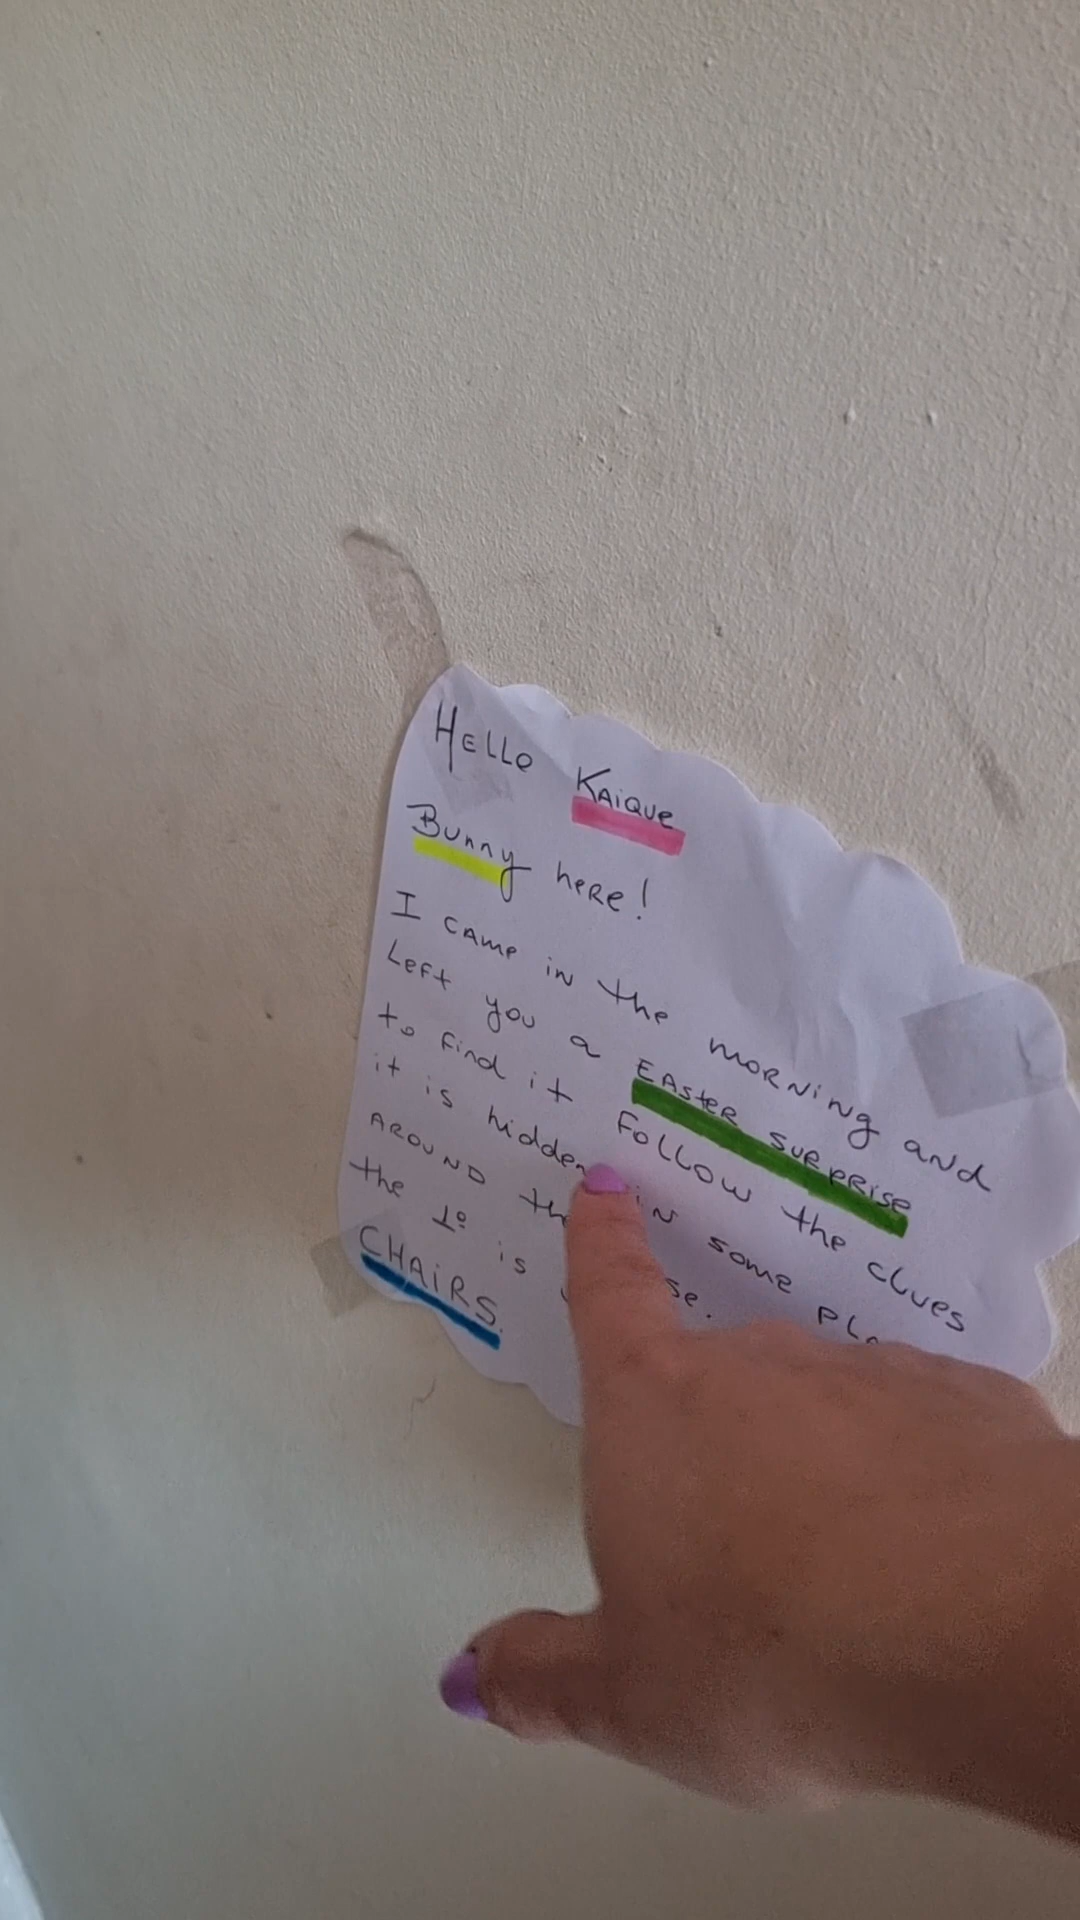 HELLO KAiQUE
Bunny here!
I came in the morning and
Left you a EASTER SURPRISE
to find it Follow the clues
it is hidden in some
AROUND the
the 1º is
CHAIRS.